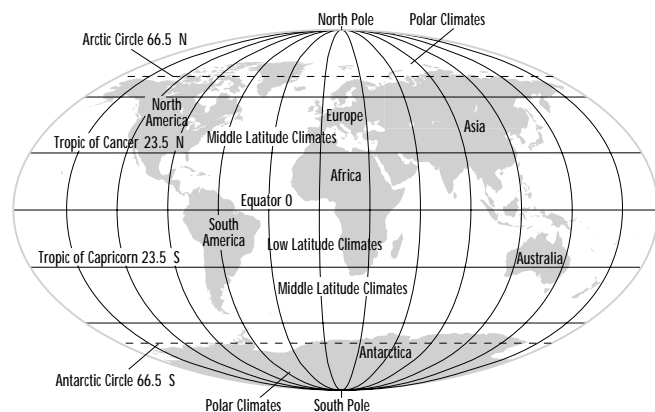 North Pole
Polar Climates
Arctic Circle 66.5 N
North
America
Europe
Asia
Tropic of Cancer 23.5 N
Middle Latitude Climates
Africa
Equator 0
South
America
Low Latitude Climates
Tropic of Capricorn 23.5 S
Australia
Middle Latitude Climates
Antarctica
Antarctic Circle 66.5 S
Polar Climates
South Pole